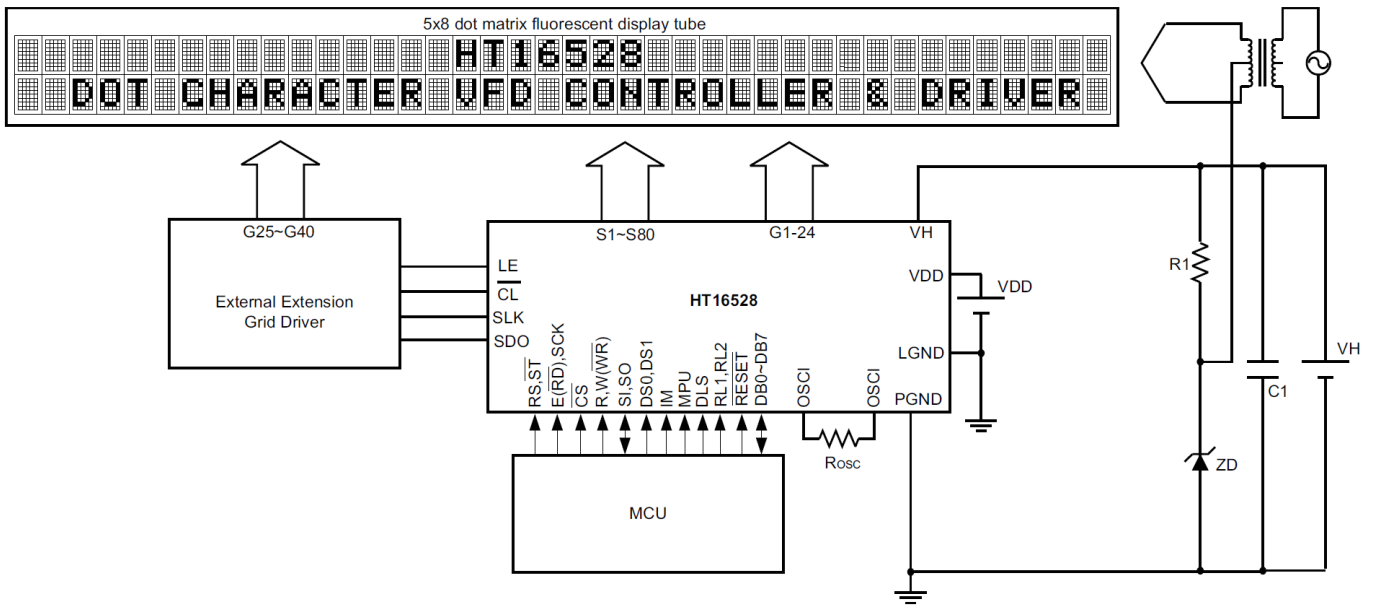 5x8 dot matrix fluorescent display tube
HT16528
DOT CHARACTER VFD CONTROLLER & DRIVER
G25~G40
S1~S80
G1-24
VH
External Extension
Grid Driver
LE
CL
SLK
SDO
HT16528
VDD
LGND
PGND
VDD
RS,ST
E(RD),SCK
CS
R,W(WR)
SI,SO
DS0,DS1
IM
MPU
DLS
RL1,RL2
RESET
DB0~DB7
OSCI
OSCI
ROSC
MCU
R1
ZD
C1
VH